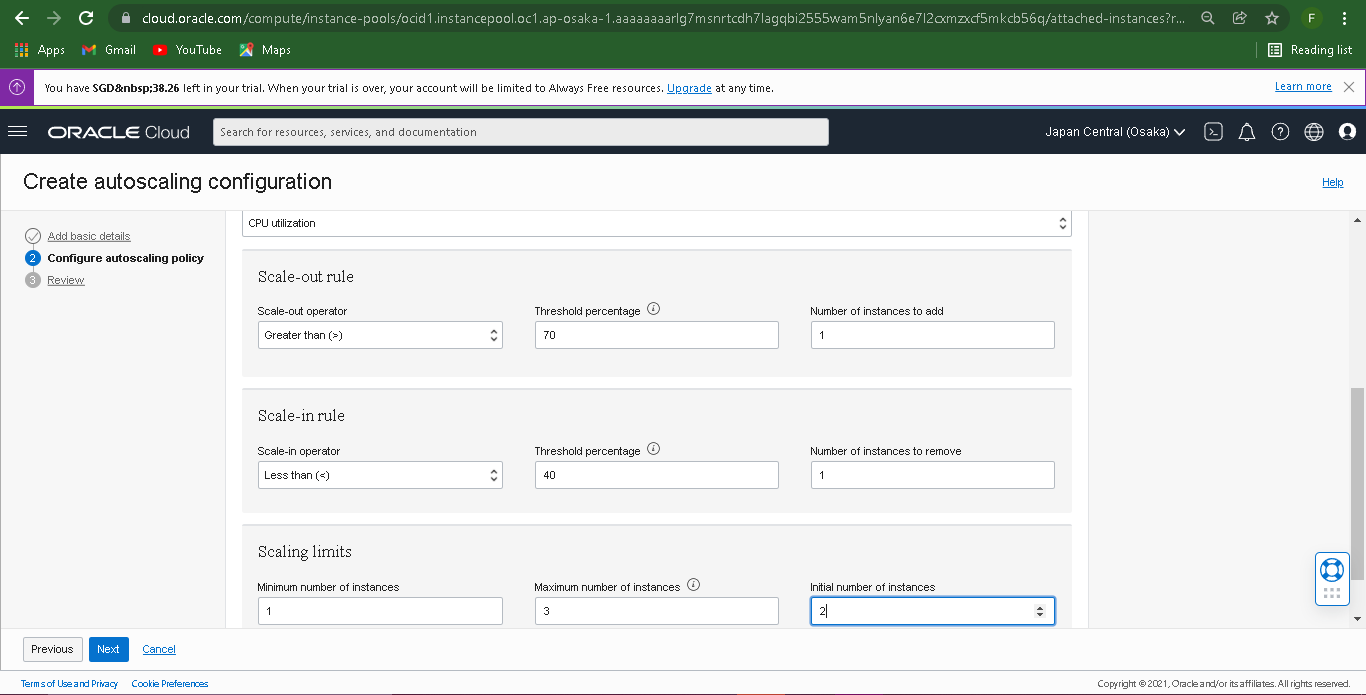 cloud.oracle.com/compute/instance-pools/ocid1.instancepool.oc1.ap-osaka-1.aaaaaaaarlg7msnrtcdh7lagqbi2555wam5nlyan6e7l2cxmzxcf5mkcb56q/attached-instances?r...
F
Apps Gmail YouTube Maps Reading list
You have SGD&nbsp;38.26 left in your trial. When your trial is over, your account will be limited to Always Free resources. Upgrade at any time. Learn more
ORACLE Cloud Search for resources, services, and documentation Japan Central (Osaka)
Create autoscaling configuration Help
Add basic details
2 Configure autoscaling policy
3 Review
CPU utilization
Scale-out rule
Scale-out operator Threshold percentage Number of instances to add
Greater than (>) 70 1
Scale-in rule
Scale-in operator Threshold percentage Number of instances to remove
Less than (<) 40 1
Scaling limits
Minimum number of instances Maximum number of instances Initial number of instances
1 3 2
Previous Next Cancel
Terms of Use and Privacy Cookie Preferences Copyright © 2021, Oracle and/or its affiliates. All rights reserved.